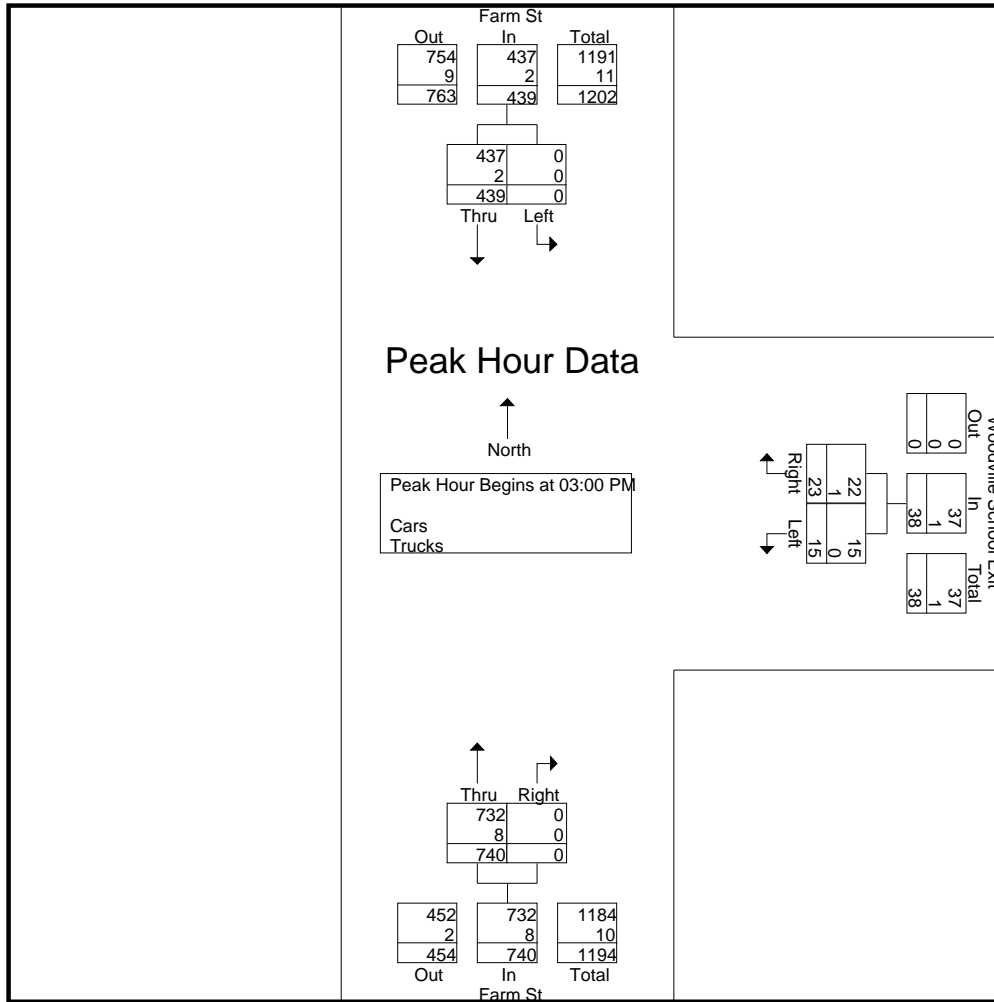 Farm St
Out In Total
754 437 1191
9 2 11
763 439 1202
437 0
2 0
439 0
Thru Left
Peak Hour Data
North
Peak Hour Begins at 03:00 PM
Cars
Trucks
Right Left
22 15
1 0
23 15
Woodville School Exit
Out In Total
0 37 37
0 1 1
0 38 38
Thru Right
732 0
8 0
740 0
452 732 1184
2 8 10
454 740 1194
Out In Total
Farm St